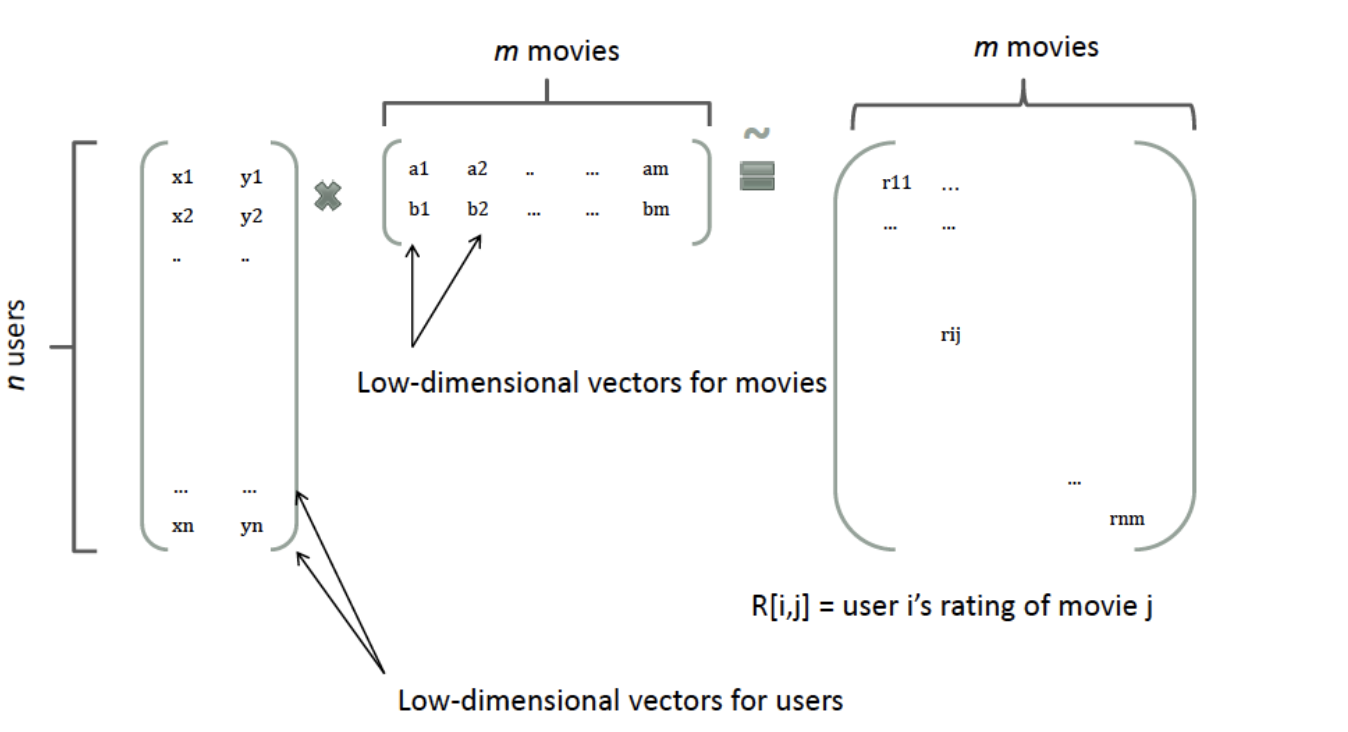 m movies
m movies
n users
x1 y1
x2 y2
.. ..
... ...
xn yn
a1 a2 .. ... am
b1 b2 ... ... bm
~
r11 ...
... ...
rij
...
rnm
Low-dimensional vectors for movies
R[i,j] = user i's rating of movie j
Low-dimensional vectors for users